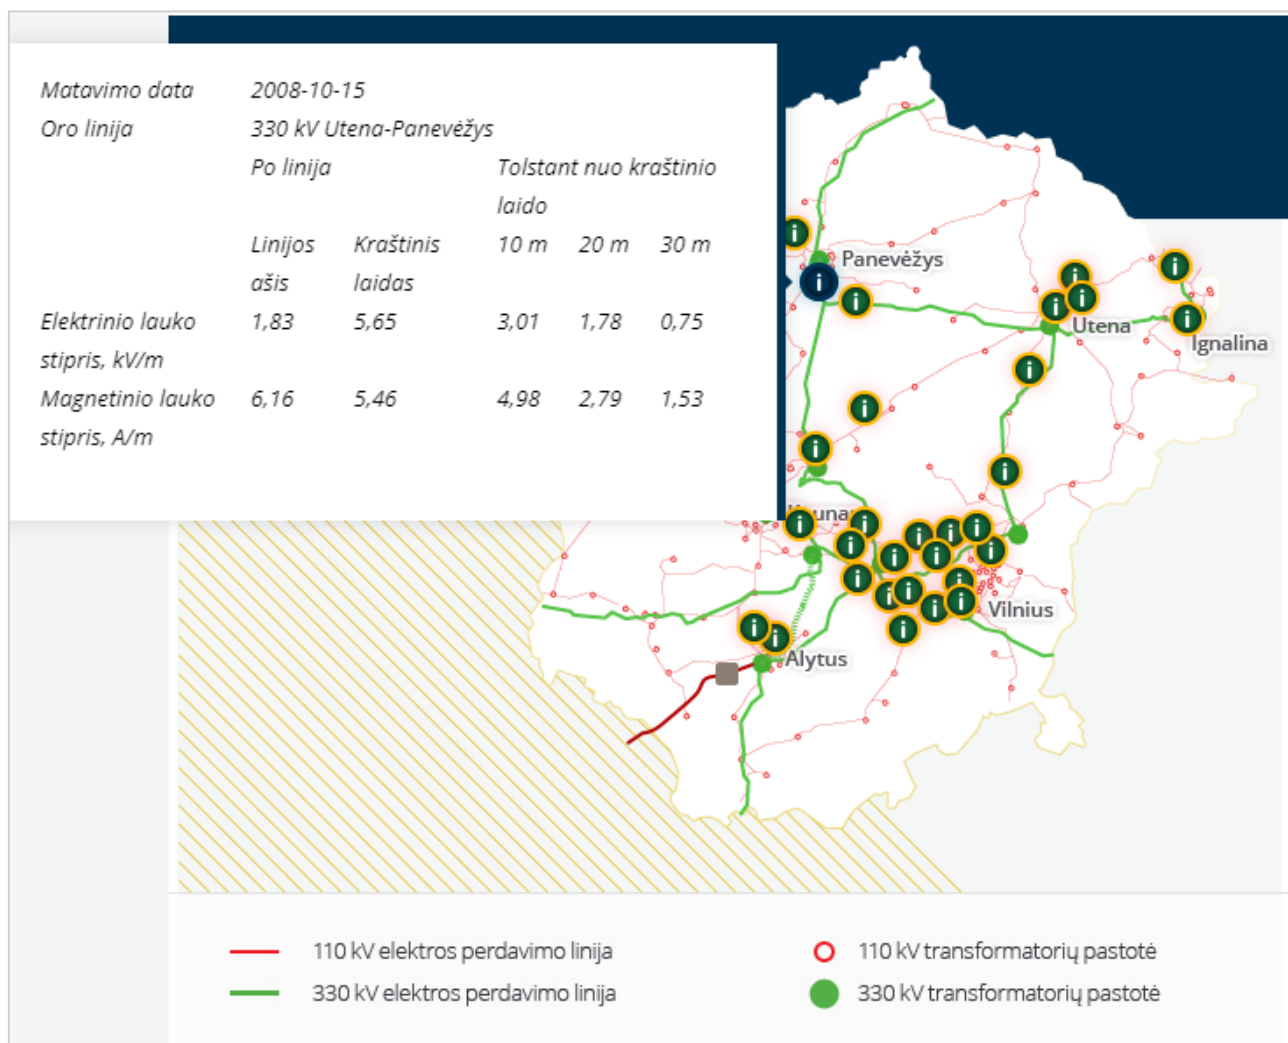 Matavimo data 2008-10-15
Oro linija 330 kV Utena-Panevėžys
Po linija Tolstant nuo kraštinio
laido
Linijos Kraštinis 10 m 20 m 30 m
ašis laidas
Elektrinio lauko 1,83 5,65 3,01 1,78 0,75
stipris, kV/m
Magnetinio lauko 6,16 5,46 4,98 2,79 1,53
stipris, A/m
Panevėžys
Utena
Ignalina
Vilnius
Alytus
110 kV elektros perdavimo linija 110 kV transformatorių pastotė
330 kV elektros perdavimo linija 330 kV transformatorių pastotė